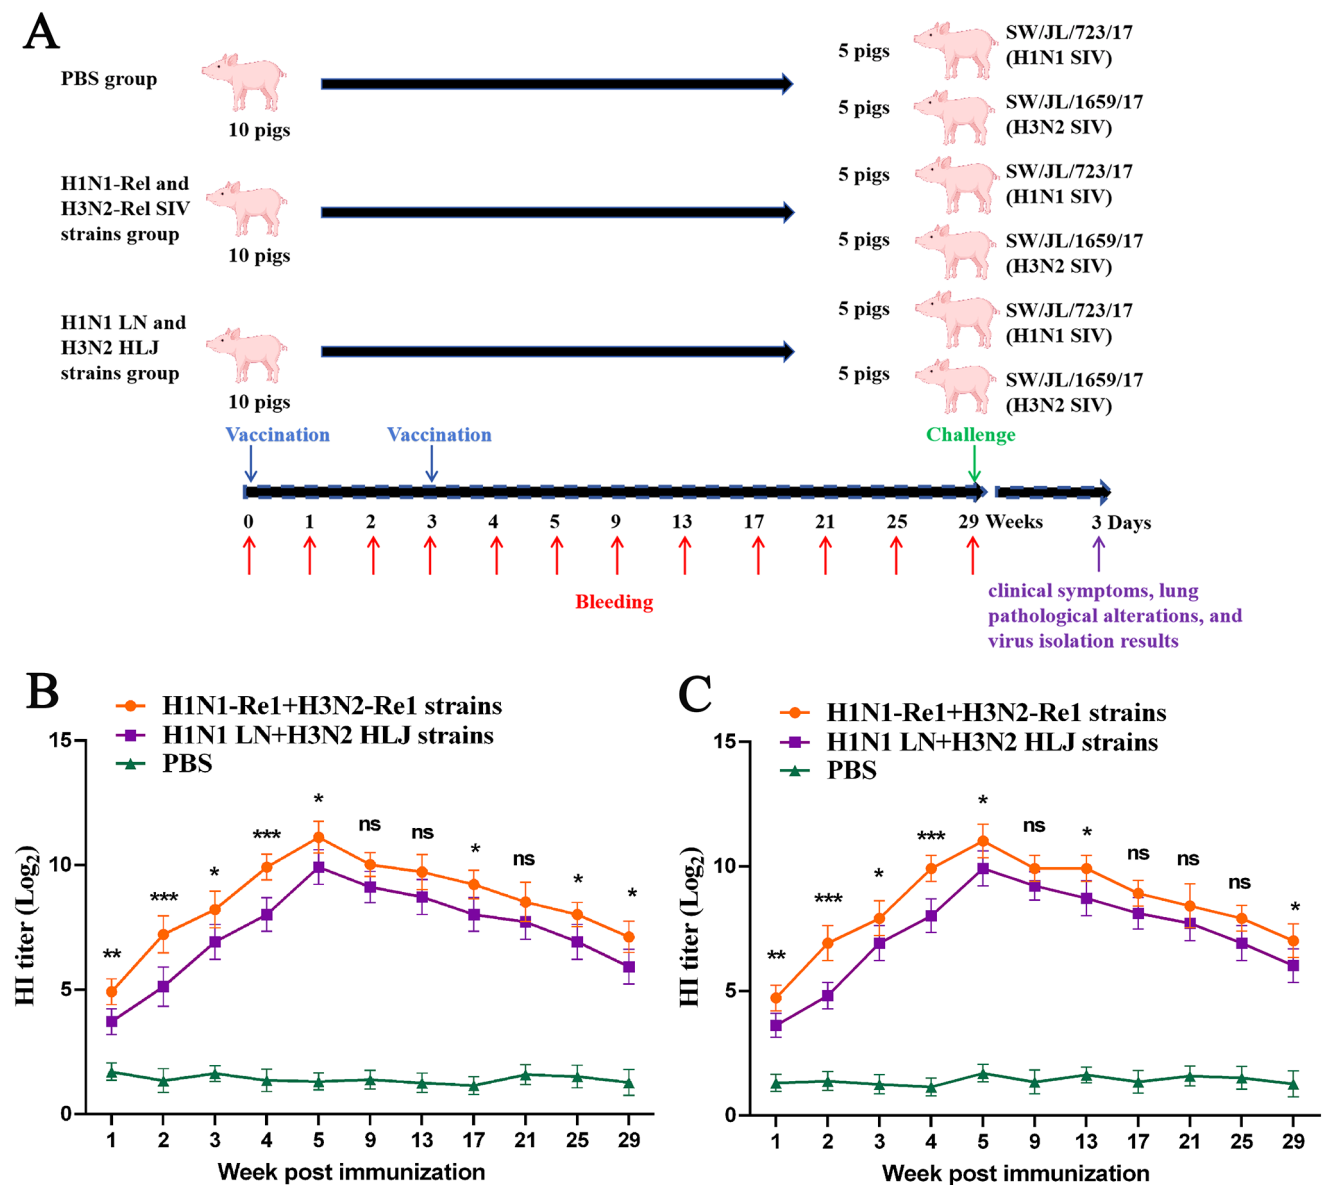 A
PBS group
10 pigs
5 pigs
SW/JL/723/17
(H1N1 SIV)
5 pigs
SW/JL/1659/17
(H3N2 SIV)
H1N1-Rel and
H3N2-Rel SIV
strains group
10 pigs
5 pigs
SW/JL/723/17
(H1N1 SIV)
5 pigs
SW/JL/1659/17
(H3N2 SIV)
H1N1 LN and
H3N2 HLJ
strains group
10 pigs
5 pigs
SW/JL/723/17
(H1N1 SIV)
5 pigs
SW/JL/1659/17
(H3N2 SIV)
Vaccination Vaccination Challenge
0 1 2 3 4 5 9 13 17 21 25 29 Weeks 3 Days
Bleeding
clinical symptoms, lung
pathological alterations, and
virus isolation results
B
H1N1-Re1+H3N2-Re1 strains
H1N1 LN+H3N2 HLJ strains
PBS
15
10
5
0
HI titer (Log2)
** *** * *** * ns ns * ns * *
1 2 3 4 5 9 13 17 21 25 29
Week post immunization
C
H1N1-Re1+H3N2-Re1 strains
H1N1 LN+H3N2 HLJ strains
PBS
15
10
5
0
HI titer (Log2)
** *** * *** * ns * ns ns ns *
1 2 3 4 5 9 13 17 21 25 29
Week post immunization